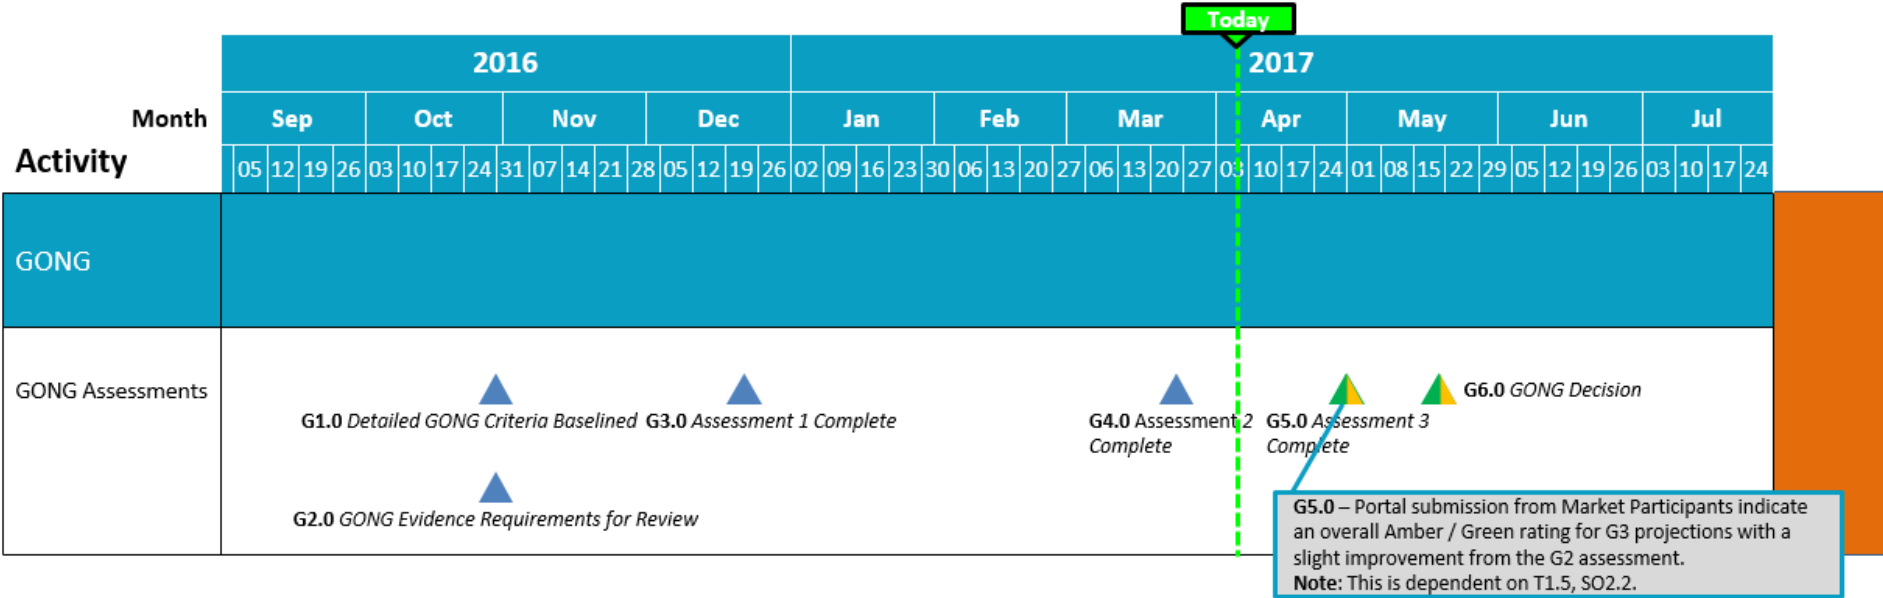 Today
2016
2017
Month
Sep
Oct
Nov
Dec
Jan
Feb
Mar
Apr
May
Jun
Jul
Activity
05 12 19 26 03 10 17 24 31 07 14 21 28 05 12 19 26 02 09 16 23 30 06 13 20 27 06 13 20 27 03 10 17 24 01 08 15 22 29 05 12 19 26 03 10 17 24
GONG
GONG Assessments
G6.0 GONG Decision
G1.0 Detailed GONG Criteria Baselined
G3.0 Assessment 1 Complete
G4.0 Assessment 2
Complete
G5.0 Assessment 3
Complete
G2.0 GONG Evidence Requirements for Review
G5.0 – Portal submission from Market Participants indicate
an overall Amber / Green rating for G3 projections with a
slight improvement from the G2 assessment.
Note: This is dependent on T1.5, SO2.2.